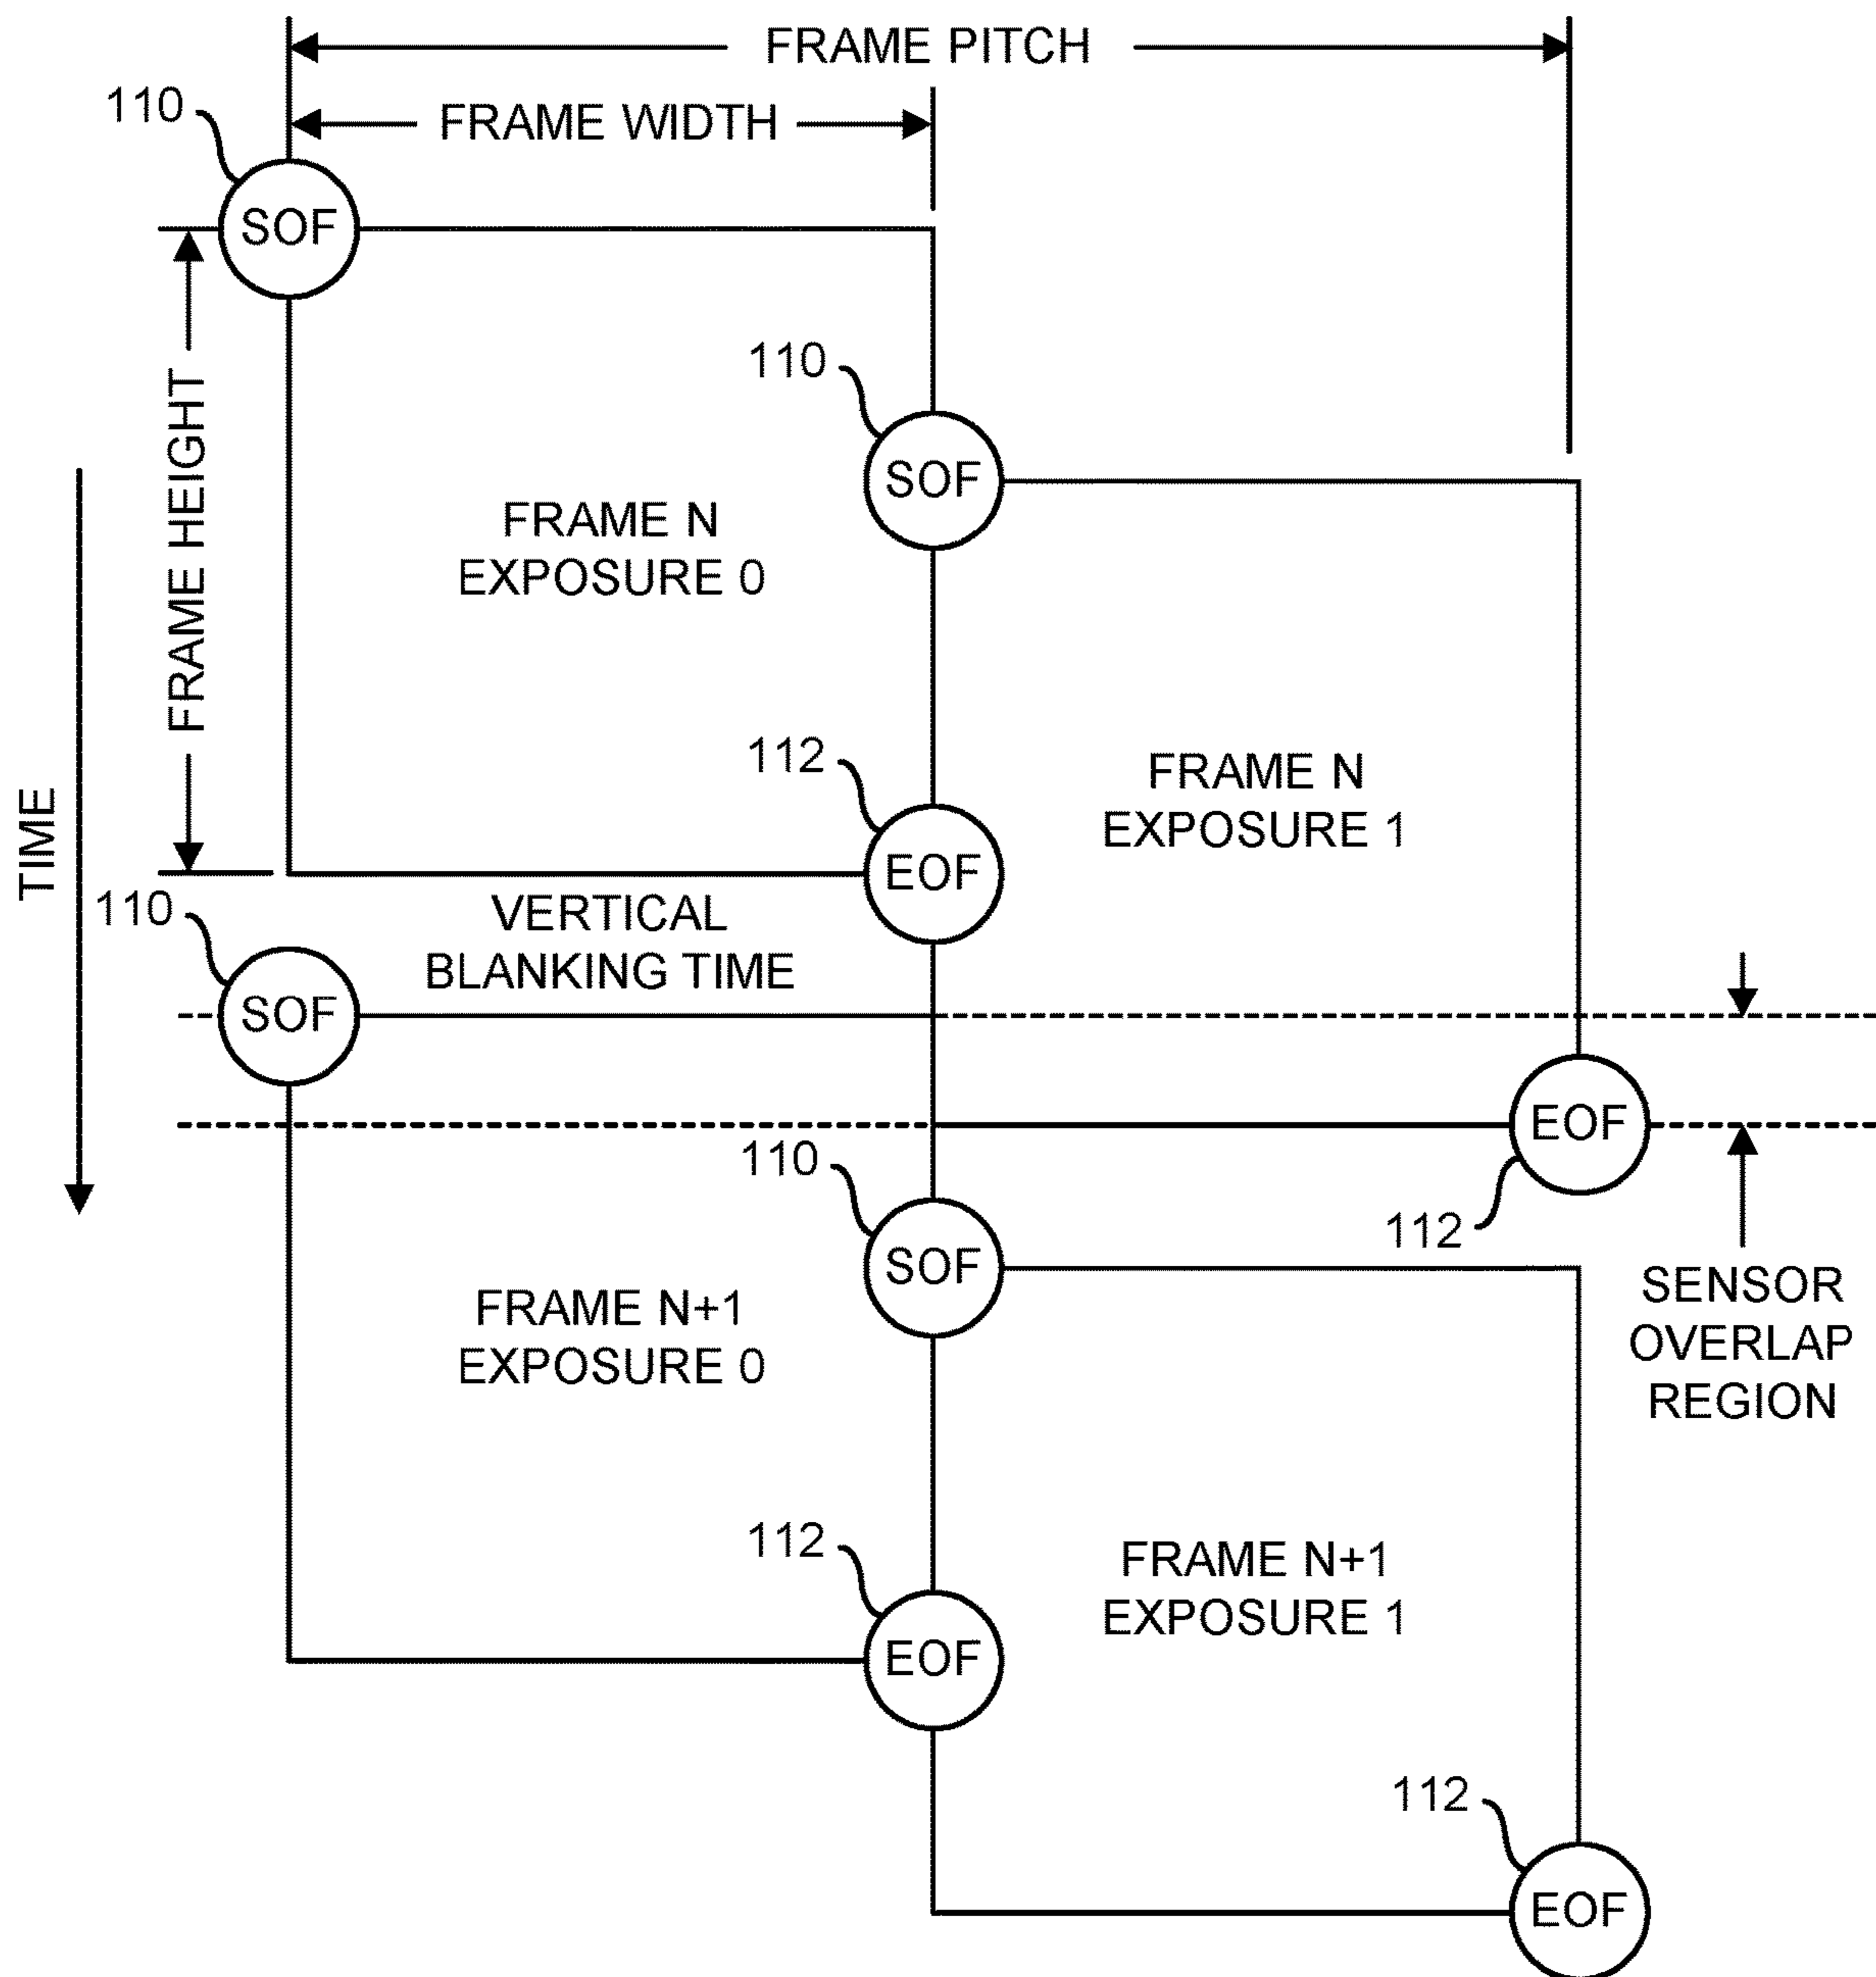 FRAME PITCH
FRAME WIDTH
110
SOF
110
SOF
FRAME HEIGHT
FRAME N
EXPOSURE 0
TIME
112
EOF
FRAME N
EXPOSURE 1
110
VERTICAL
BLANKING TIME
SOF
EOF
110
112
SOF
SENSOR
OVERLAP
REGION
FRAME N+1
EXPOSURE 0
112
EOF
FRAME N+1
EXPOSURE 1
112
EOF